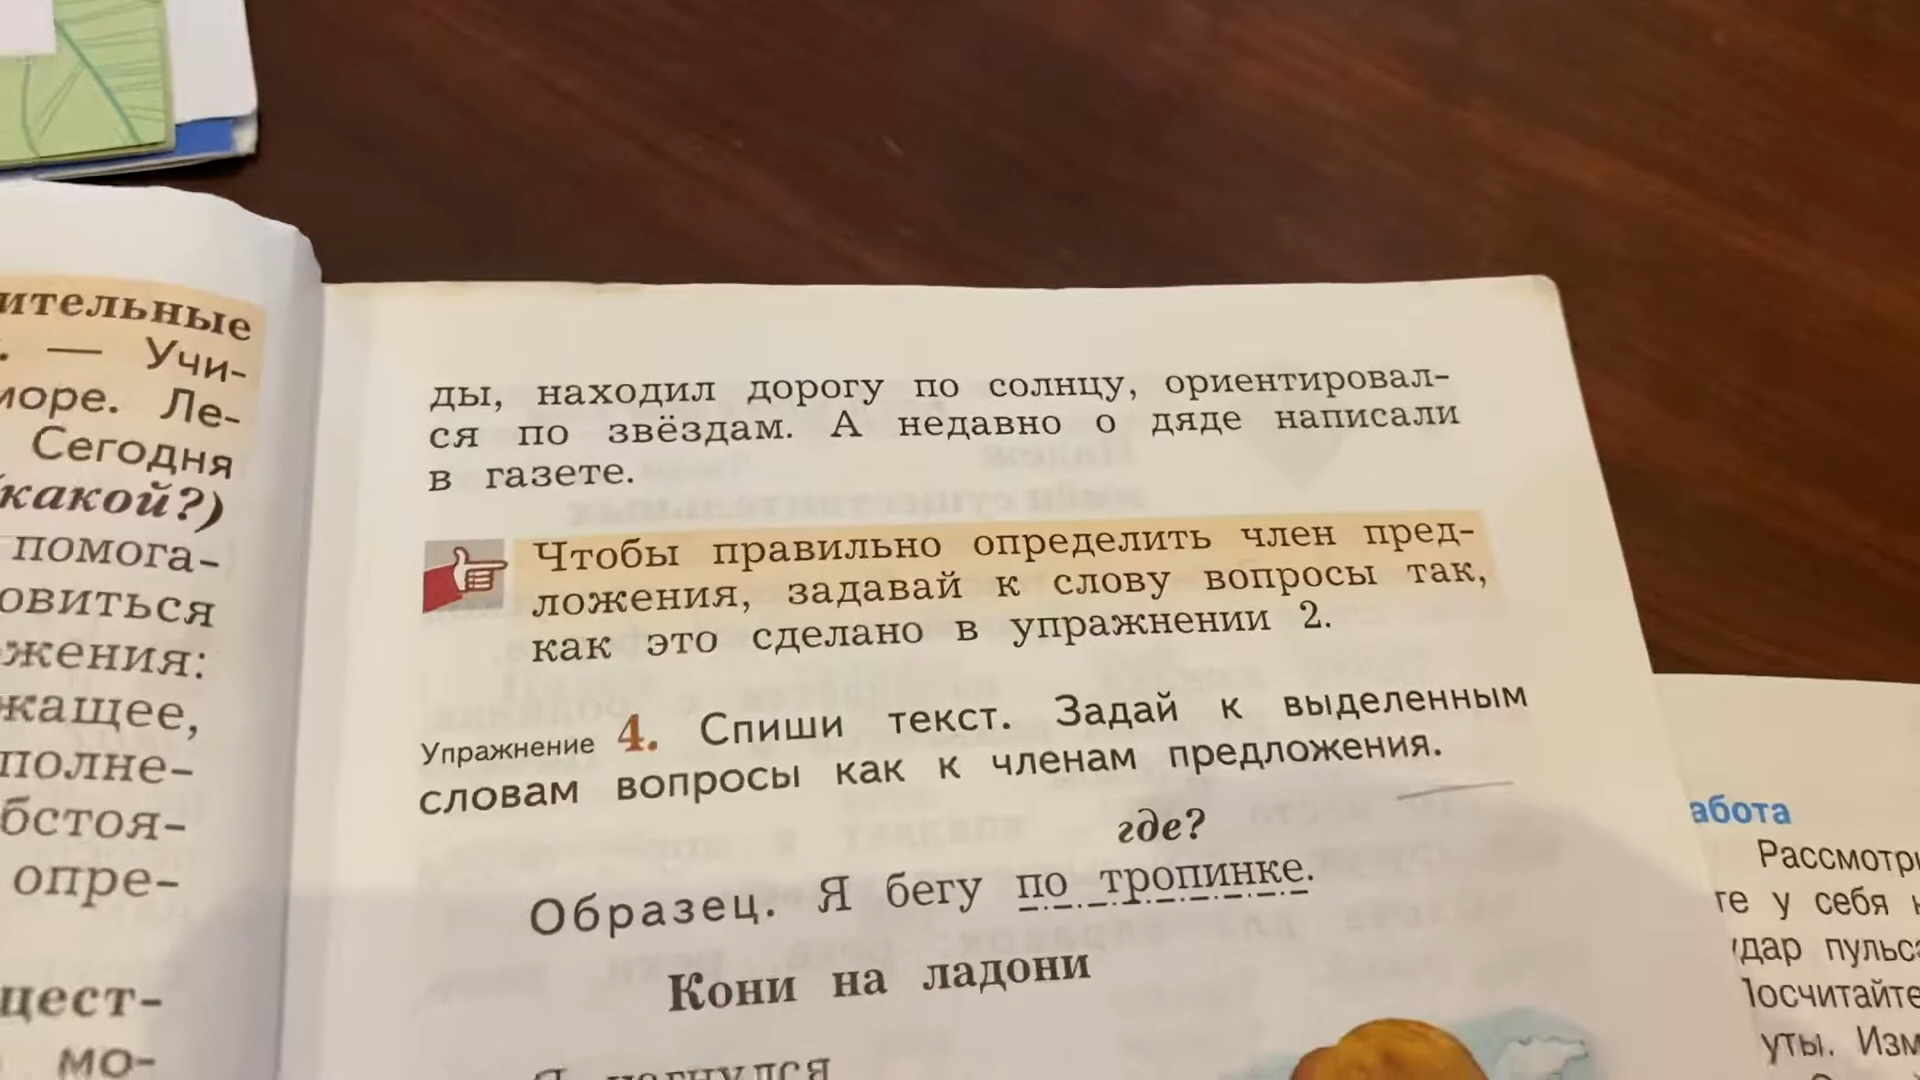 ительные
. — Учи-
море. Ле-
Сегодня
(какой?)
помога-
овиться
жения:
жащее,
полне-
бстоя-
опре-
щест-
мо-
ды, находил дорогу по солнцу, ориентировал-
ся по звёздам. А недавно о дяде написали
в газете.
Чтобы правильно определить член пред-
ложения, задавай к слову вопросы так,
как это сделано в упражнении 2.
Упражнение 4. Спиши текст. Задай к выделенным
словам вопросы как к членам предложения.
где?
Образец. Я бегу по тропинке.
Кони на ладони
Я нагнулся
абота
Рассмотри
те у себя н
удар пульса
Посчитайте
уты. Изм